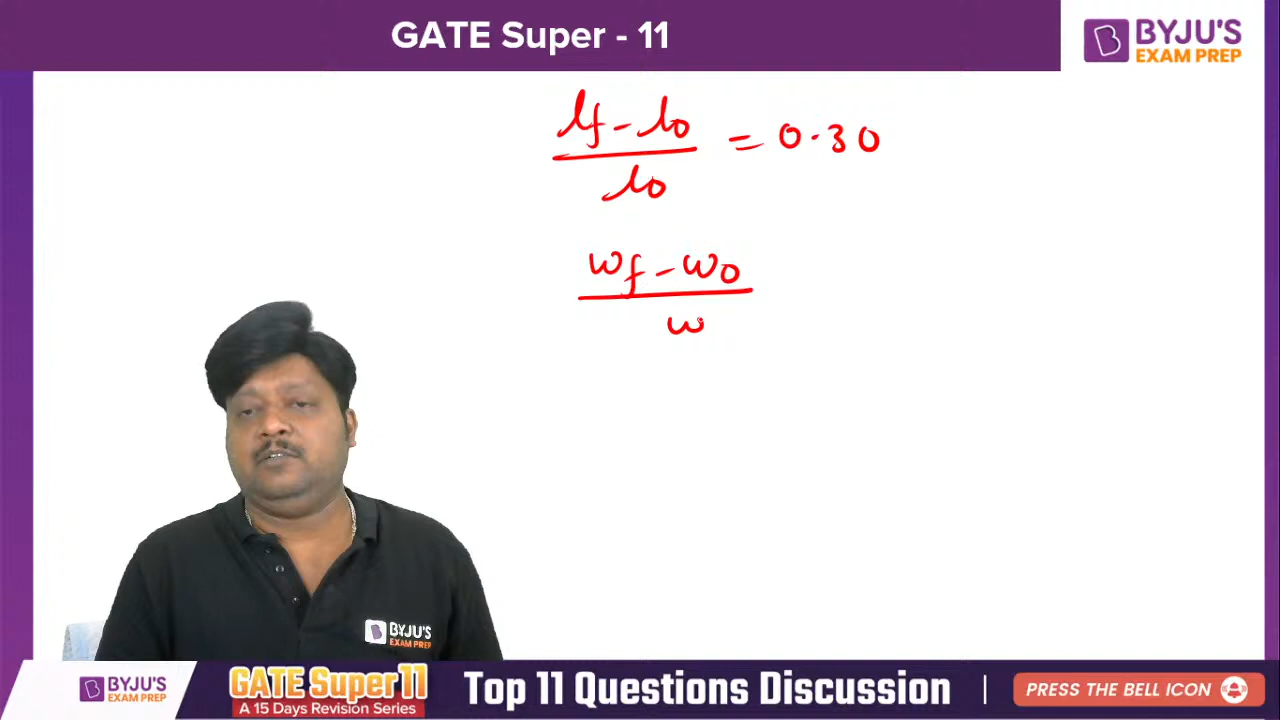 GATE Super - 11
BYJU'S
EXAM PREP
lf - lo
lo
= 0.30
wf - wo
w
BYJU'S
EXAM PREP
BYJU'S
EXAM PREP
GATE Super 11
A 15 Days Revision Series
Top 11 Questions Discussion
PRESS THE BELL ICON